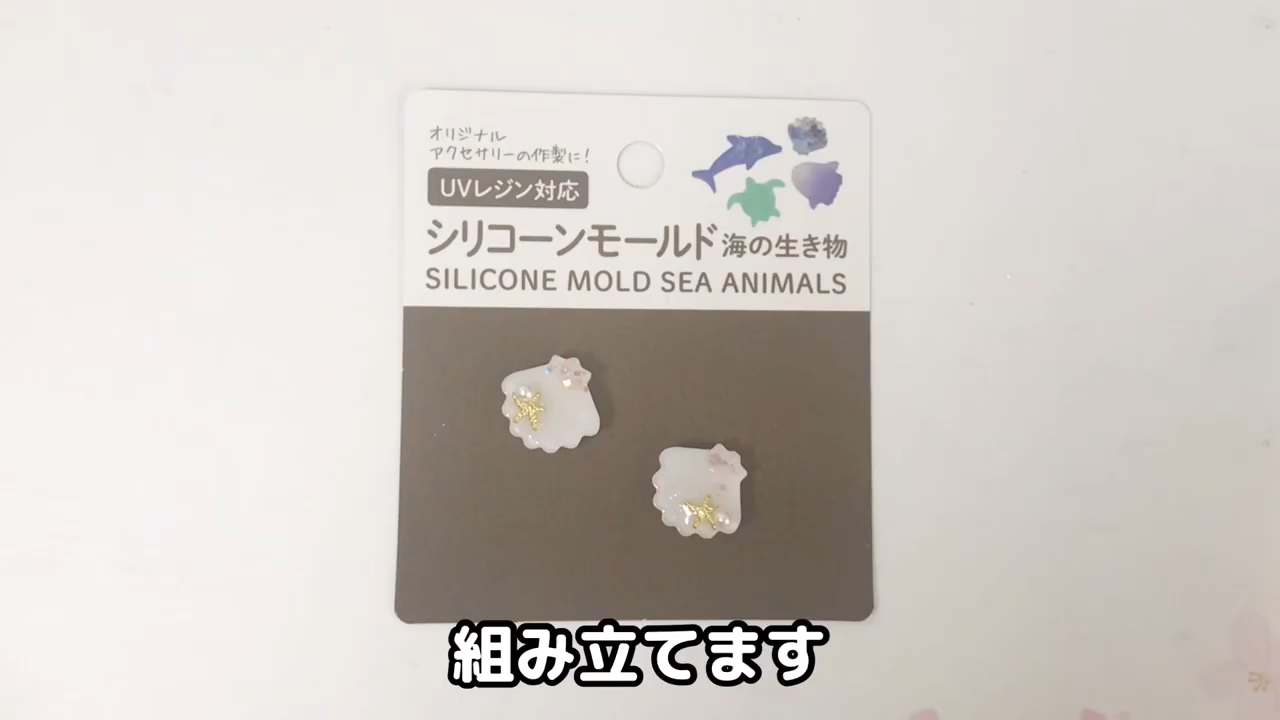 オリジナル
アクセサリーの作製に!
UVレジン対応
シリコーンモールド 海の生き物
SILICONE MOLD SEA ANIMALS
組み立てます